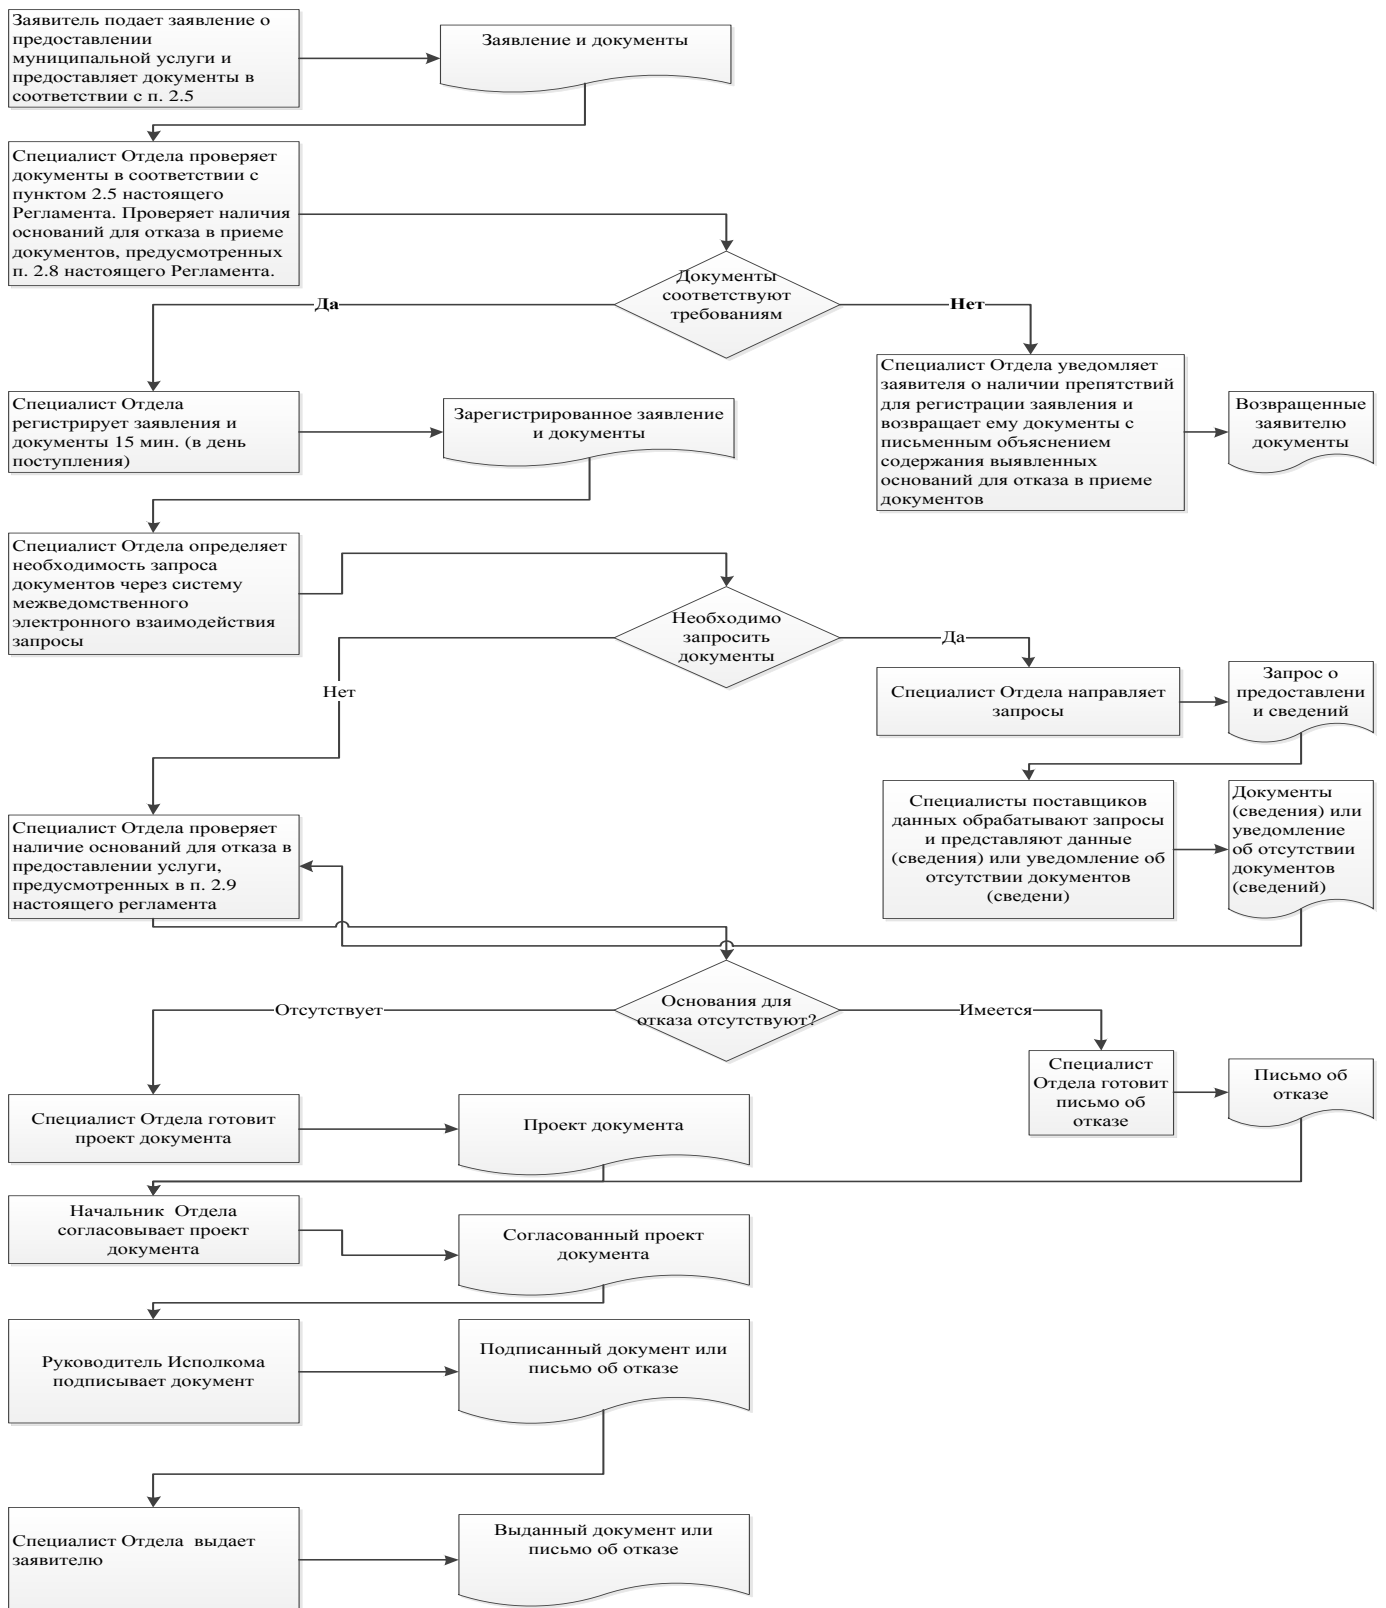 Заявитель подает заявление о
предоставлении
муниципальной услуги и
предоставляет документы в
соответствии с п. 2.5
Заявление и документы
Специалист Отдела проверяет
документы в соответствии с
пунктом 2.5 настоящего
Регламента. Проверяет наличия
оснований для отказа в приеме
документов, предусмотренных
п. 2.8 настоящего Регламента.
Документы
соответствуют
требованиям
Да
Нет
Специалист Отдела
регистрирует заявления и
документы 15 мин. (в день
поступления)
Зарегистрированное заявление
и документы
Специалист Отдела уведомляет
заявителя о наличии препятствий
для регистрации заявления и
возвращает ему документы с
письменным объяснением
содержания выявленных
оснований для отказа в приеме
документов
Возвращенные
заявителю
документы
Специалист Отдела определяет
необходимость запроса
документов через систему
межведомственного
электронного взаимодействия
запросы
Необходимо
запросить
документы
Да
Нет
Специалист Отдела направляет
запросы
Запрос о
предоставлени
и сведений
Специалисты поставщиков
данных обрабатывают запросы
и представляют данные
(сведения) или уведомление об
отсутствии документов
(сведени)
Документы
(сведения) или
уведомление
об отсутствии
документов
(сведений)
Специалист Отдела проверяет
наличие оснований для отказа в
предоставлении услуги,
предусмотренных в п. 2.9
настоящего регламента
Основания для
отказа отсутствуют?
Отсутствует
Имеется
Специалист
Отдела готовит
письмо об
отказе
Письмо об
отказе
Специалист Отдела готовит
проект документа
Проект документа
Начальник  Отдела
согласовывает проект
документа
Согласованный проект
документа
Руководитель Исполкома
подписывает документ
Подписанный документ или
письмо об отказе
Специалист Отдела  выдает
заявителю
Выданный документ или
письмо об отказе